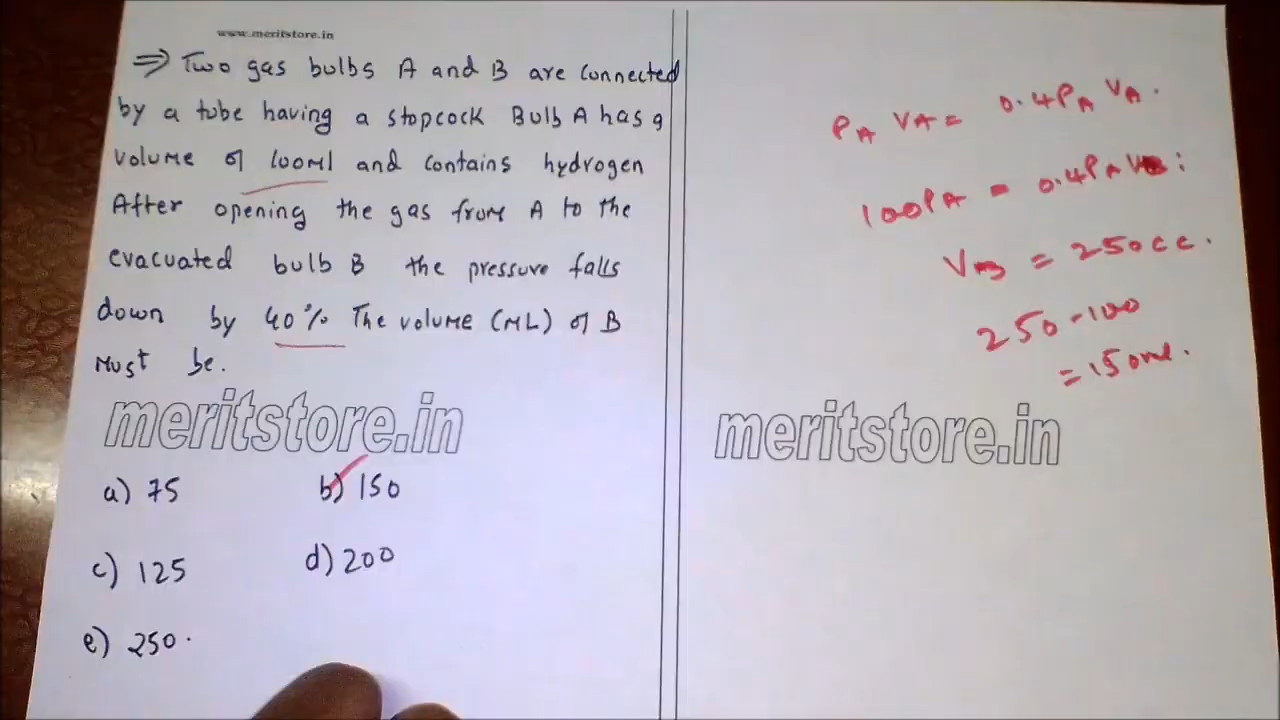 www.meritstore.in
⇒ Two gas bulbs A and B are connected
by a tube having a stopcock Bulb A has a
volume of 100Ml and contains hydrogen
After opening the gas from A to the
evacuated bulb B the pressure falls
down by 40% The volume (ML) of B
Must be.
meritstore.in
a) 75 b) 150
c) 125 d) 200
e) 250.
PA VA = 0.4PA VA.
100PA = 0.4PA VB;
VB = 250cc.
250-100
= 150ml.
meritstore.in